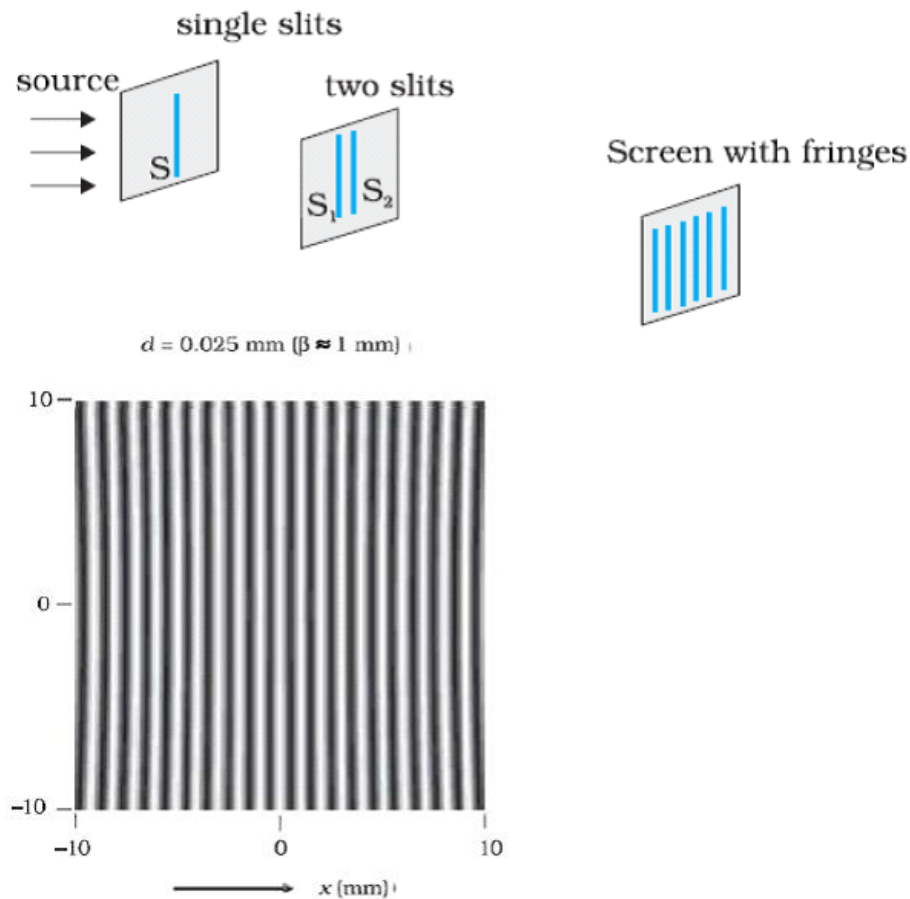 single slits
source
two slits
Screen with fringes
S
S₁
S₂
d = 0.025 mm (β ≈ 1 mm)
10
0
–10
–10
0
10
x (mm)